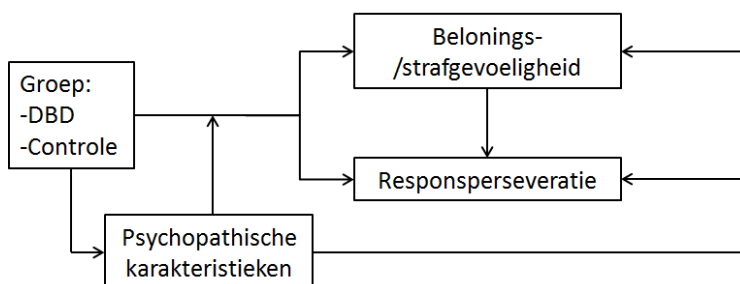 Groep:
-DBD
-Controle
Belonings-
/strafgevoeligheid
Responsperseveratie
Psychopathische
karakteristieken